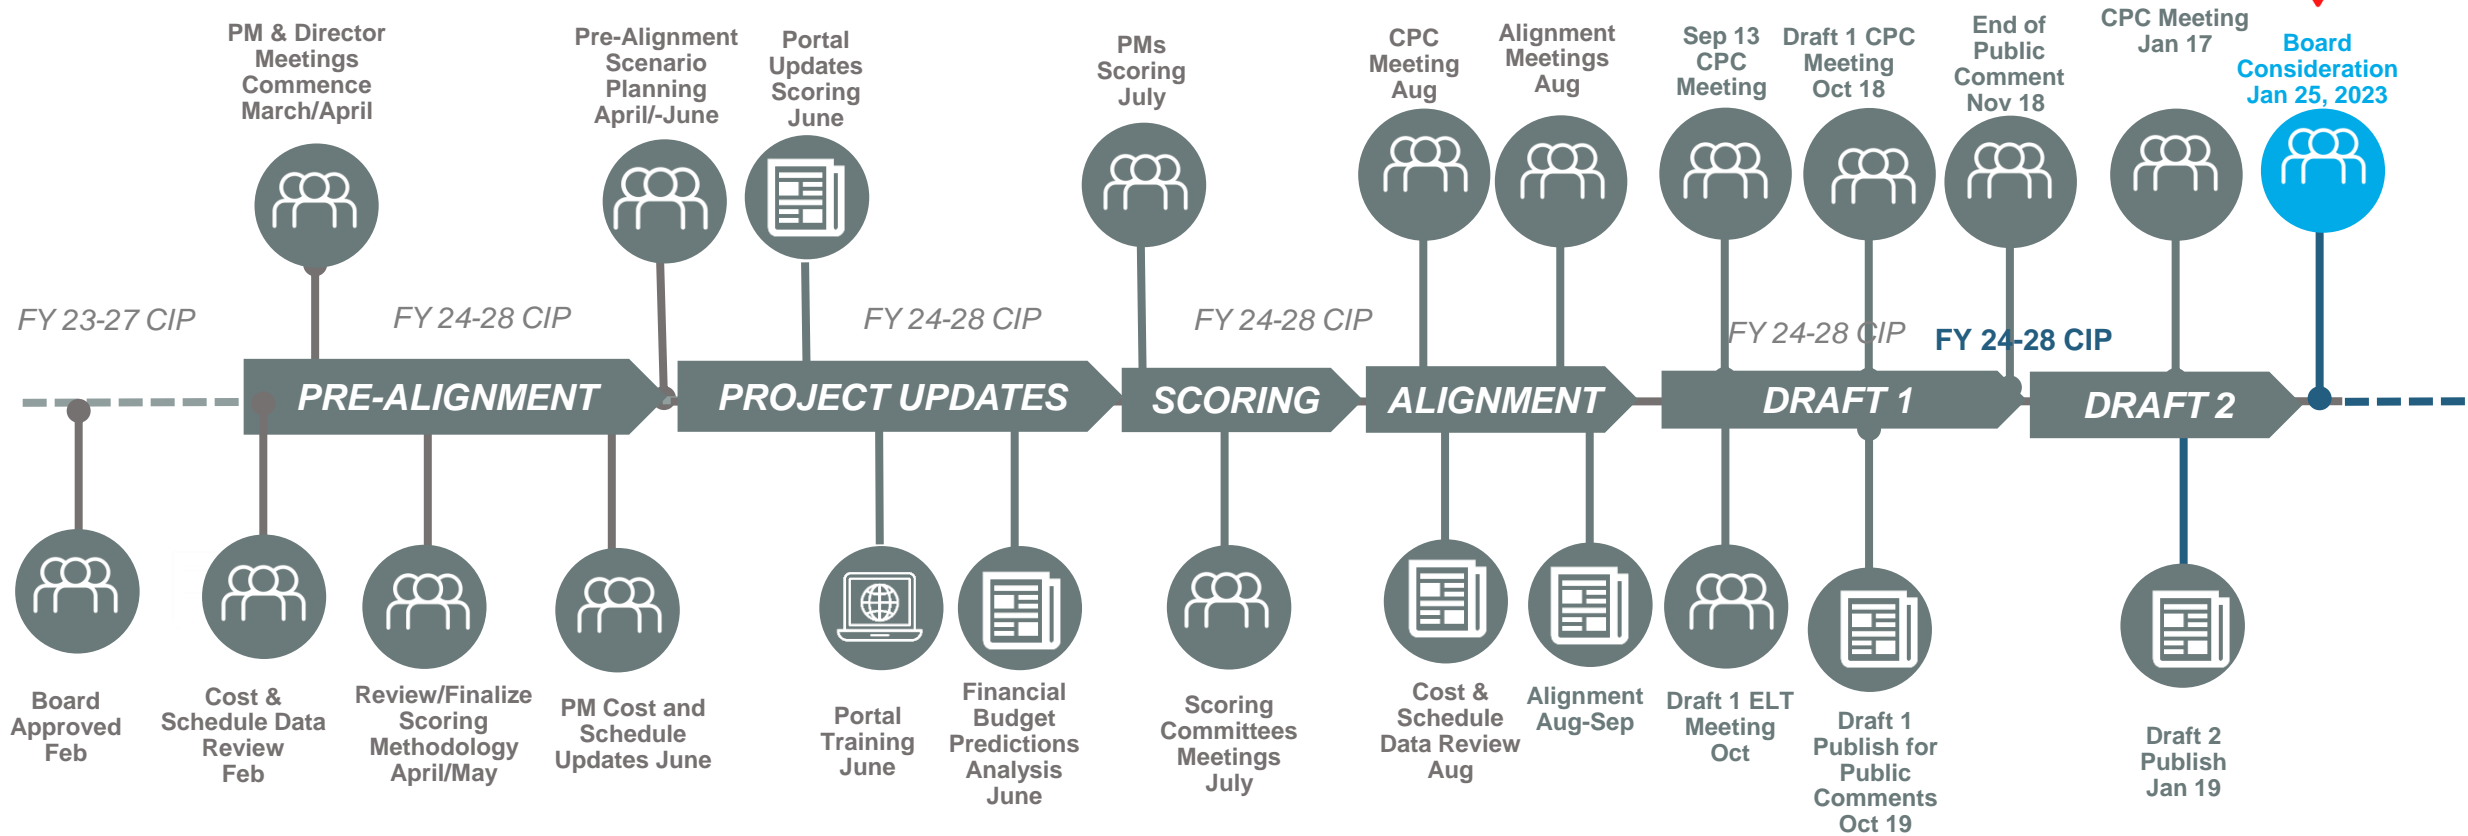 PM & Director
Meetings
Commence
March/April
Pre-Alignment
Scenario
Planning
April/-June
Portal
Updates
Scoring
June
PMs
Scoring
July
CPC
Meeting
Aug
Alignment
Meetings
Aug
Sep 13
CPC
Meeting
Draft 1 CPC
Meeting
Oct 18
End of
Public
Comment
Nov 18
CPC Meeting
Jan 17
Board
Consideration
Jan 25, 2023
FY 23-27 CIP
FY 24-28 CIP
FY 24-28 CIP
FY 24-28 CIP
FY 24-28 CIP
FY 24-28 CIP
PRE-ALIGNMENT
PROJECT UPDATES
SCORING
ALIGNMENT
DRAFT 1
DRAFT 2
Board
Approved
Feb
Cost &
Schedule Data
Review
Feb
Review/Finalize
Scoring
Methodology
April/May
PM Cost and
Schedule
Updates June
Portal
Training
June
Financial
Budget
Predictions
Analysis
June
Scoring
Committees
Meetings
July
Cost &
Schedule
Data Review
Aug
Alignment
Aug-Sep
Draft 1 ELT
Meeting
Oct
Draft 1
Publish for
Public
Comments
Oct 19
Draft 2
Publish
Jan 19